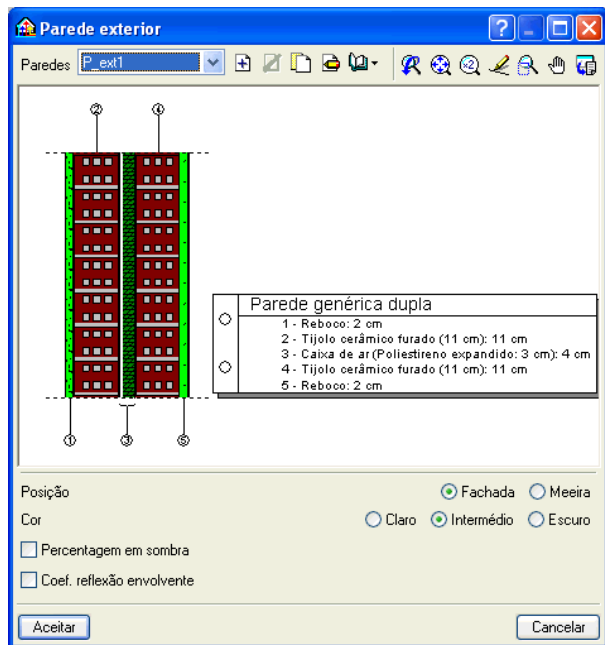 Parede exterior
Paredes P_ext1
x2
2 4
Parede genérica dupla
1 - Reboco: 2 cm
2 - Tijolo cerâmico furado (11 cm): 11 cm
3 - Caixa de ar (Poliestireno expandido: 3 cm): 4 cm
4 - Tijolo cerâmico furado (11 cm): 11 cm
5 - Reboco: 2 cm
1 3 5
Posição Fachada Meeira
Cor Claro Intermédio Escuro
Percentagem em sombra
Coef. reflexão envolvente
Aceitar Cancelar